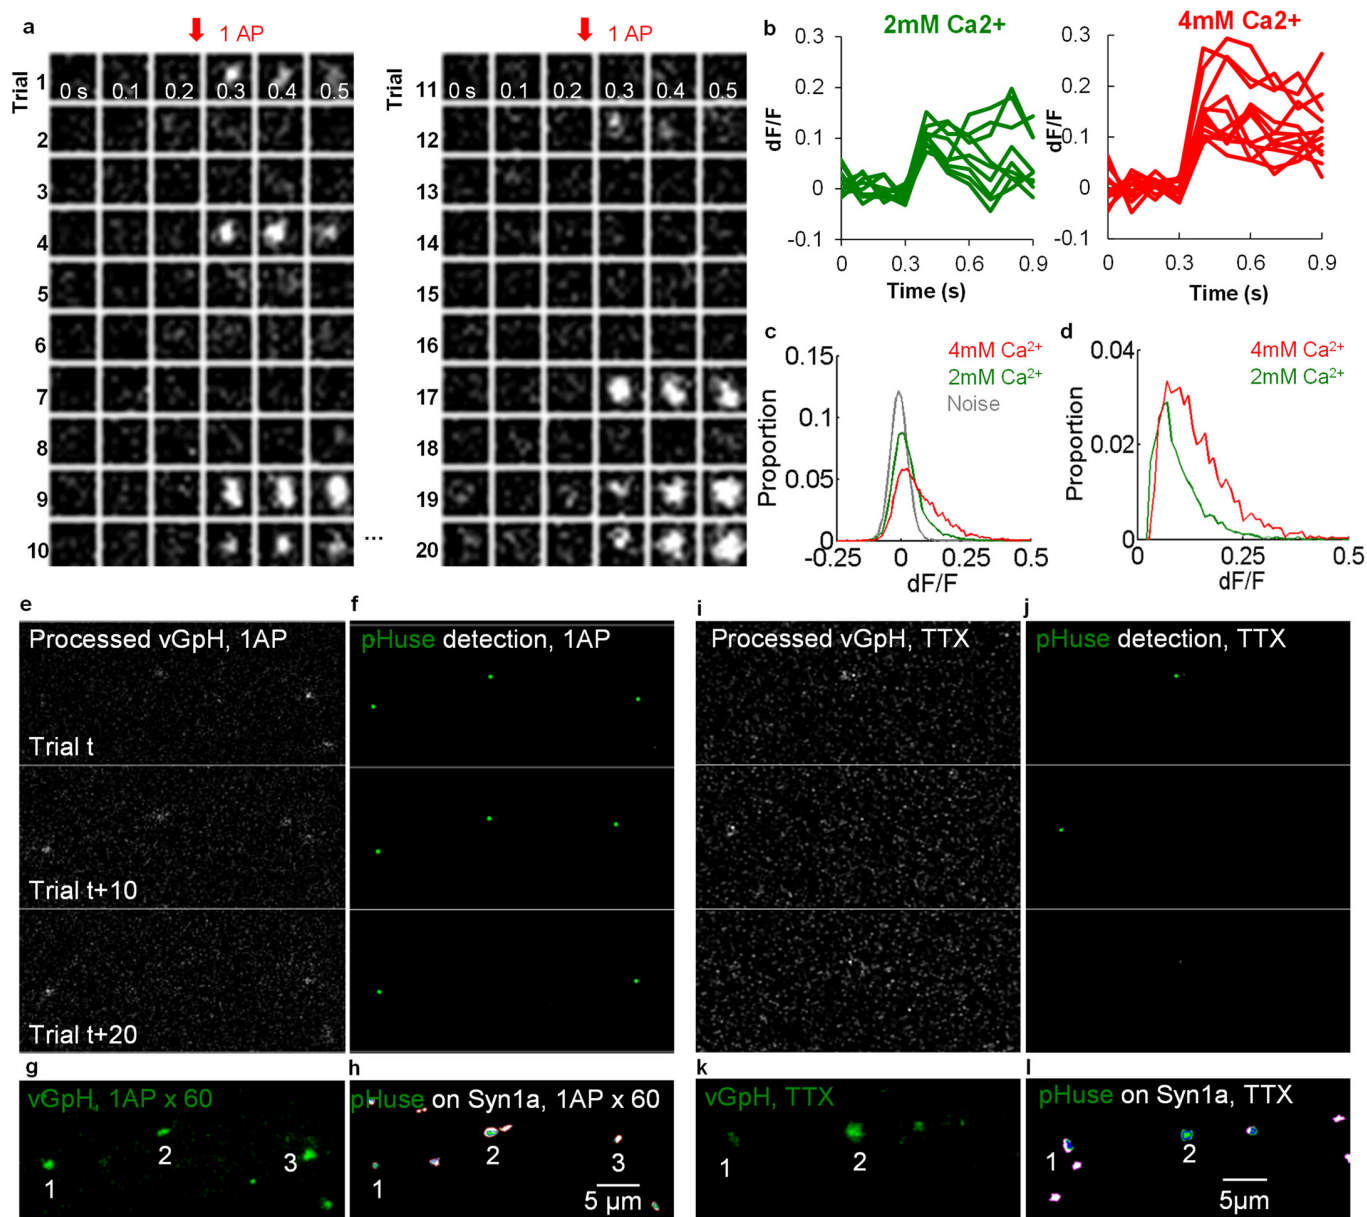 a
1 AP
1 AP
Trial
1
0 s 0.1 0.2 0.3 0.4 0.5
2
3
4
5
6
7
8
9
10
...
11
0 s 0.1 0.2 0.3 0.4 0.5
12
13
14
15
16
17
18
19
20
b
2mM Ca2+
0.3
0.2
0.1
0
-0.1
dF/F
0 0.3 0.6 0.9
Time (s)
4mM Ca2+
0.3
0.2
0.1
0
-0.1
dF/F
0 0.3 0.6 0.9
Time (s)
c
0.15
0.1
0.05
0
Proportion
4mM Ca²⁺
2mM Ca²⁺
Noise
-0.25 0 0.25 0.5
dF/F
d
0.04
0.02
0
Proportion
4mM Ca²⁺
2mM Ca²⁺
0 0.25 0.5
dF/F
e
Processed vGpH, 1AP
Trial t
Trial t+10
Trial t+20
f
pHuse detection, 1AP
g
vGpH, 1AP x 60
1
2
3
h
pHuse on Syn1a, 1AP x 60
1
2
3
5 μm
i
Processed vGpH, TTX
j
pHuse detection, TTX
k
vGpH, TTX
1
2
l
pHuse on Syn1a, TTX
1
2
5μm